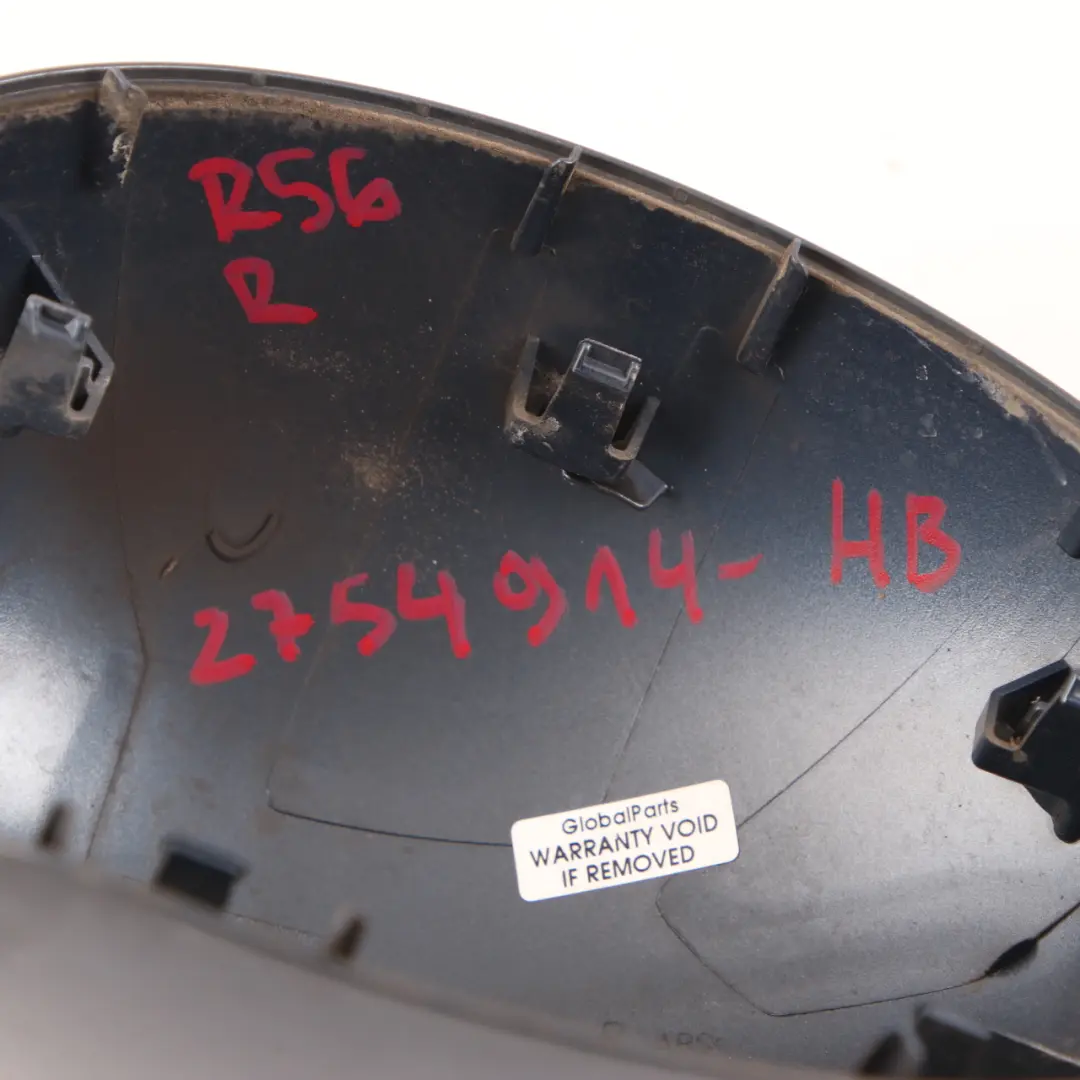 R56
R
2754914- HB
GlobalParts
WARRANTY VOID
IF REMOVED